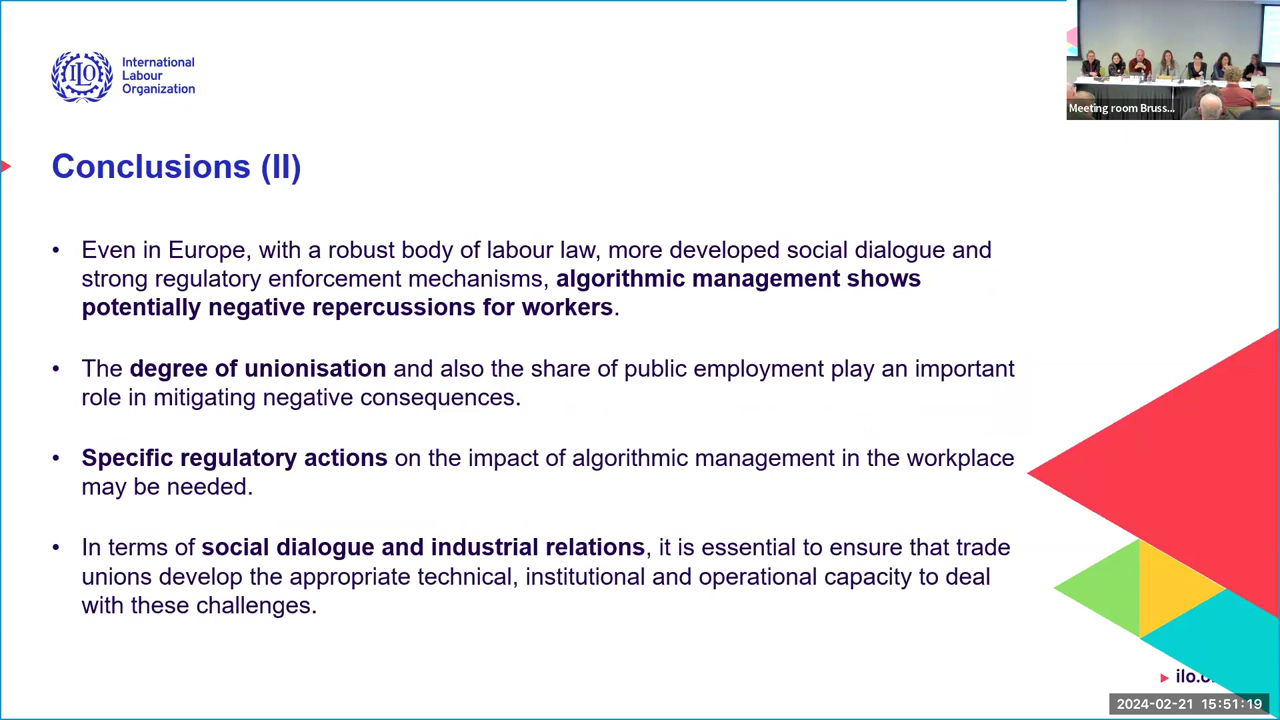 International
Labour
Organization
Meeting room Bruss...
Conclusions (II)
• Even in Europe, with a robust body of labour law, more developed social dialogue and
strong regulatory enforcement mechanisms, algorithmic management shows
potentially negative repercussions for workers.
• The degree of unionisation and also the share of public employment play an important
role in mitigating negative consequences.
• Specific regulatory actions on the impact of algorithmic management in the workplace
may be needed.
• In terms of social dialogue and industrial relations, it is essential to ensure that trade
unions develop the appropriate technical, institutional and operational capacity to deal
with these challenges.
2024-02-21 15:51:19